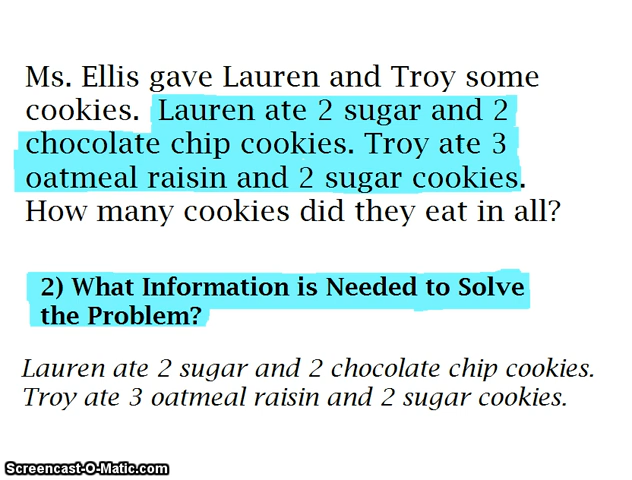 Ms. Ellis gave Lauren and Troy some
cookies. Lauren ate 2 sugar and 2
chocolate chip cookies. Troy ate 3
oatmeal raisin and 2 sugar cookies.
How many cookies did they eat in all?
2) What Information is Needed to Solve
the Problem?
Lauren ate 2 sugar and 2 chocolate chip cookies.
Troy ate 3 oatmeal raisin and 2 sugar cookies.
Screencast-O-Matic.com